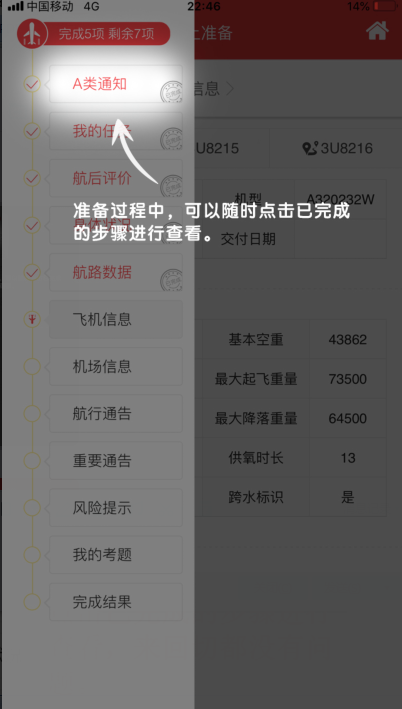 中国移动 4G 22:46 14%
完成5项 剩余7项
上准备
A类通知
信息
我的任务
U8215
3U8216
航后评价
机型
A320232W
准备过程中，可以随时点击已完成
的步骤进行查看。
交付日期
航路数据
飞机信息
基本空重
43862
机场信息
最大起飞重量
73500
航行通告
最大降落重量
64500
重要通告
供氧时长
13
风险提示
跨水标识
是
我的考题
完成结果